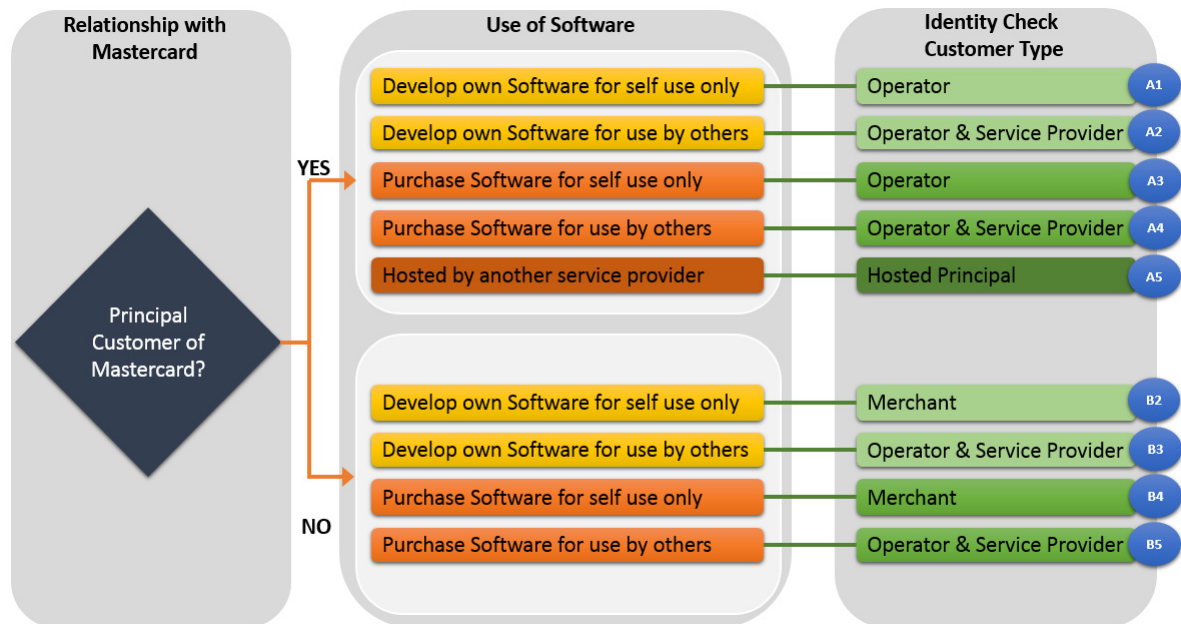 Relationship with
Mastercard
Use of Software
Identity Check
Customer Type
Principal
Customer of
Mastercard?
YES
Develop own Software for self use only
Operator
A1
Develop own Software for use by others
Operator & Service Provider
A2
Purchase Software for self use only
Operator
A3
Purchase Software for use by others
Operator & Service Provider
A4
Hosted by another service provider
Hosted Principal
A5
NO
Develop own Software for self use only
Merchant
B2
Develop own Software for use by others
Operator & Service Provider
B3
Purchase Software for self use only
Merchant
B4
Purchase Software for use by others
Operator & Service Provider
B5